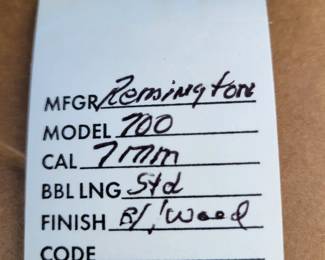 MFGR Remington
MODEL 700
CAL 7mm
BBL LNG Std
FINISH Bl/Wood
CODE